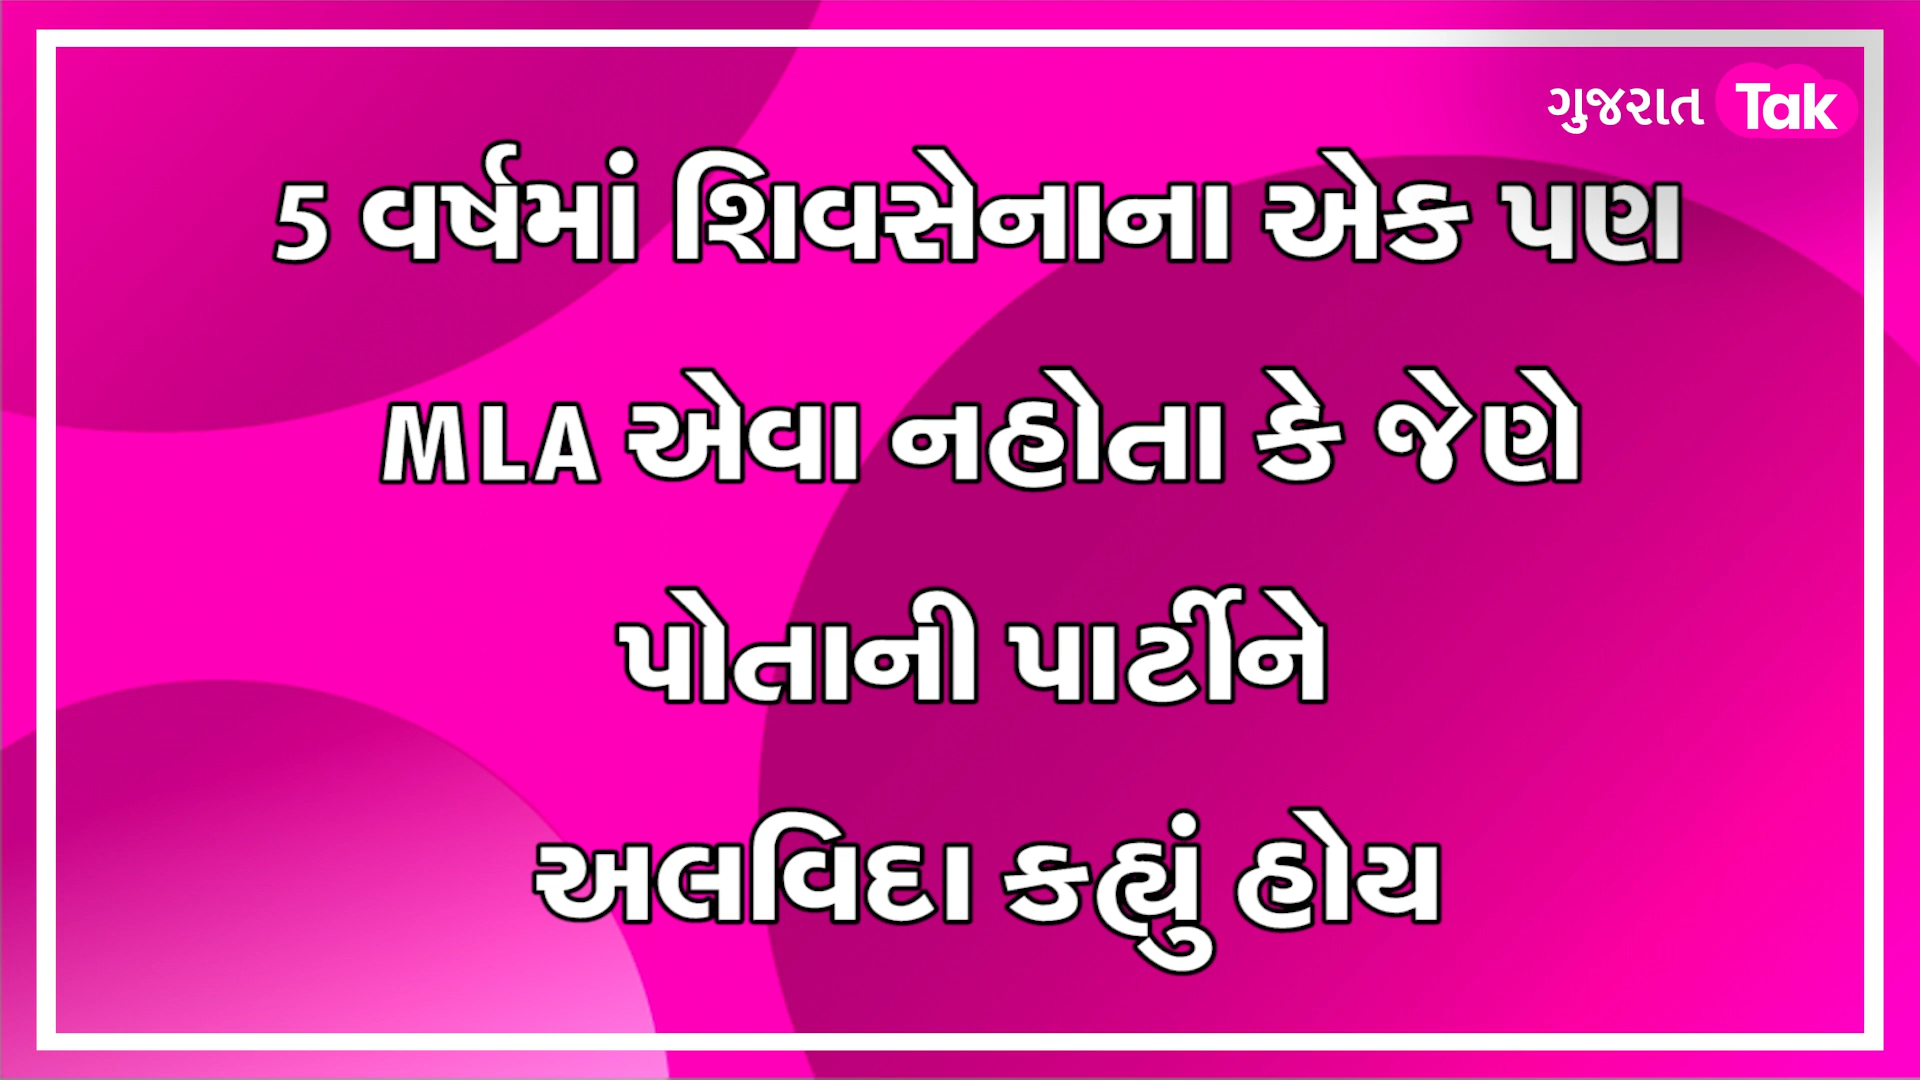 ગુજરાત Tak
5 વર્ષમાં શિવસેનાના એક પણ
MLA એવા નહોતા કે જેણે
પોતાની પાર્ટીને
અલવિદા કહ્યું હોય